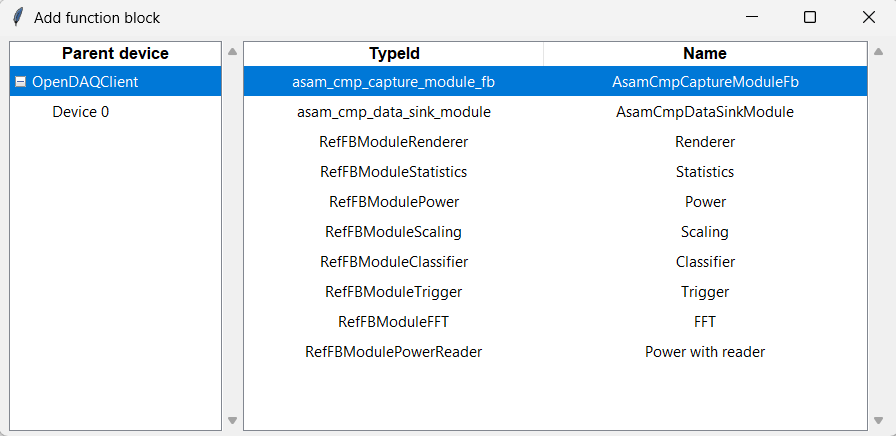 Add function block
Parent device TypeId Name
OpenDAQClient asam_cmp_capture_module_fb AsamCmpCaptureModuleFb
Device 0 asam_cmp_data_sink_module AsamCmpDataSinkModule
RefFBModuleRenderer Renderer
RefFBModuleStatistics Statistics
RefFBModulePower Power
RefFBModuleScaling Scaling
RefFBModuleClassifier Classifier
RefFBModuleTrigger Trigger
RefFBModuleFFT FFT
RefFBModulePowerReader Power with reader